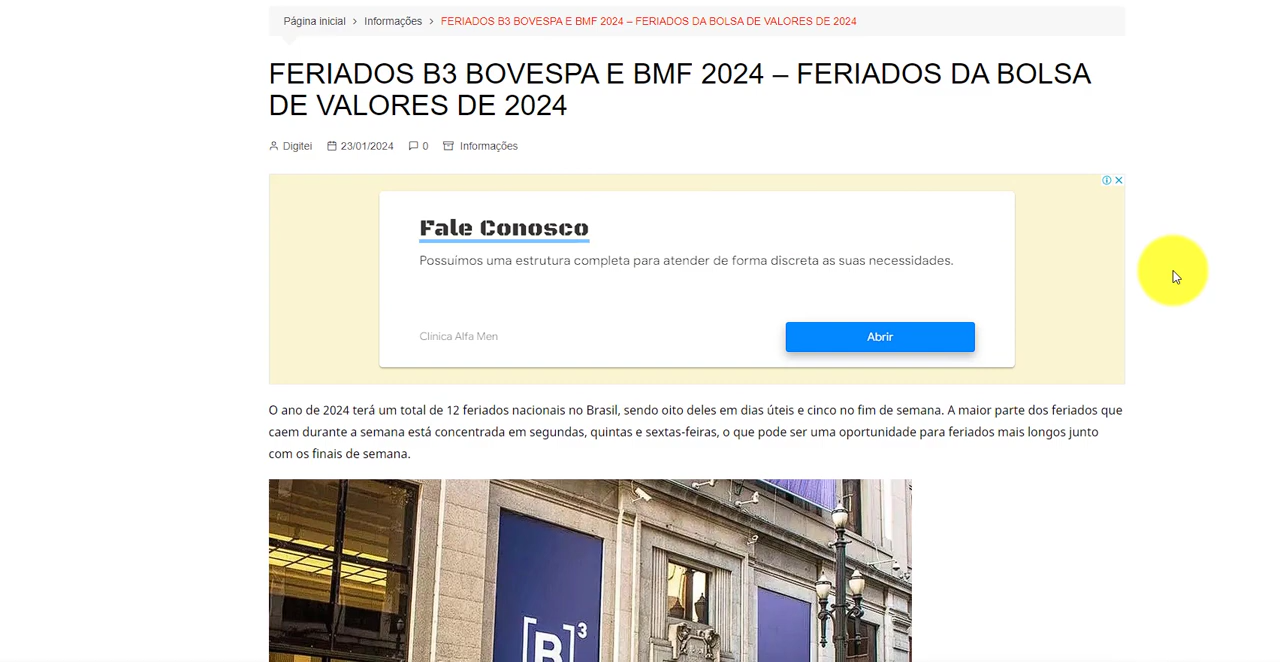 Página inicial > Informações > FERIADOS B3 BOVESPA E BMF 2024 – FERIADOS DA BOLSA DE VALORES DE 2024
FERIADOS B3 BOVESPA E BMF 2024 – FERIADOS DA BOLSA
DE VALORES DE 2024
Digitei 23/01/2024 0 Informações
Fale Conosco
Possuímos uma estrutura completa para atender de forma discreta as suas necessidades.
Clinica Alfa Men
Abrir
O ano de 2024 terá um total de 12 feriados nacionais no Brasil, sendo oito deles em dias úteis e cinco no fim de semana. A maior parte dos feriados que
caem durante a semana está concentrada em segundas, quintas e sextas-feiras, o que pode ser uma oportunidade para feriados mais longos junto
com os finais de semana.
[B]³